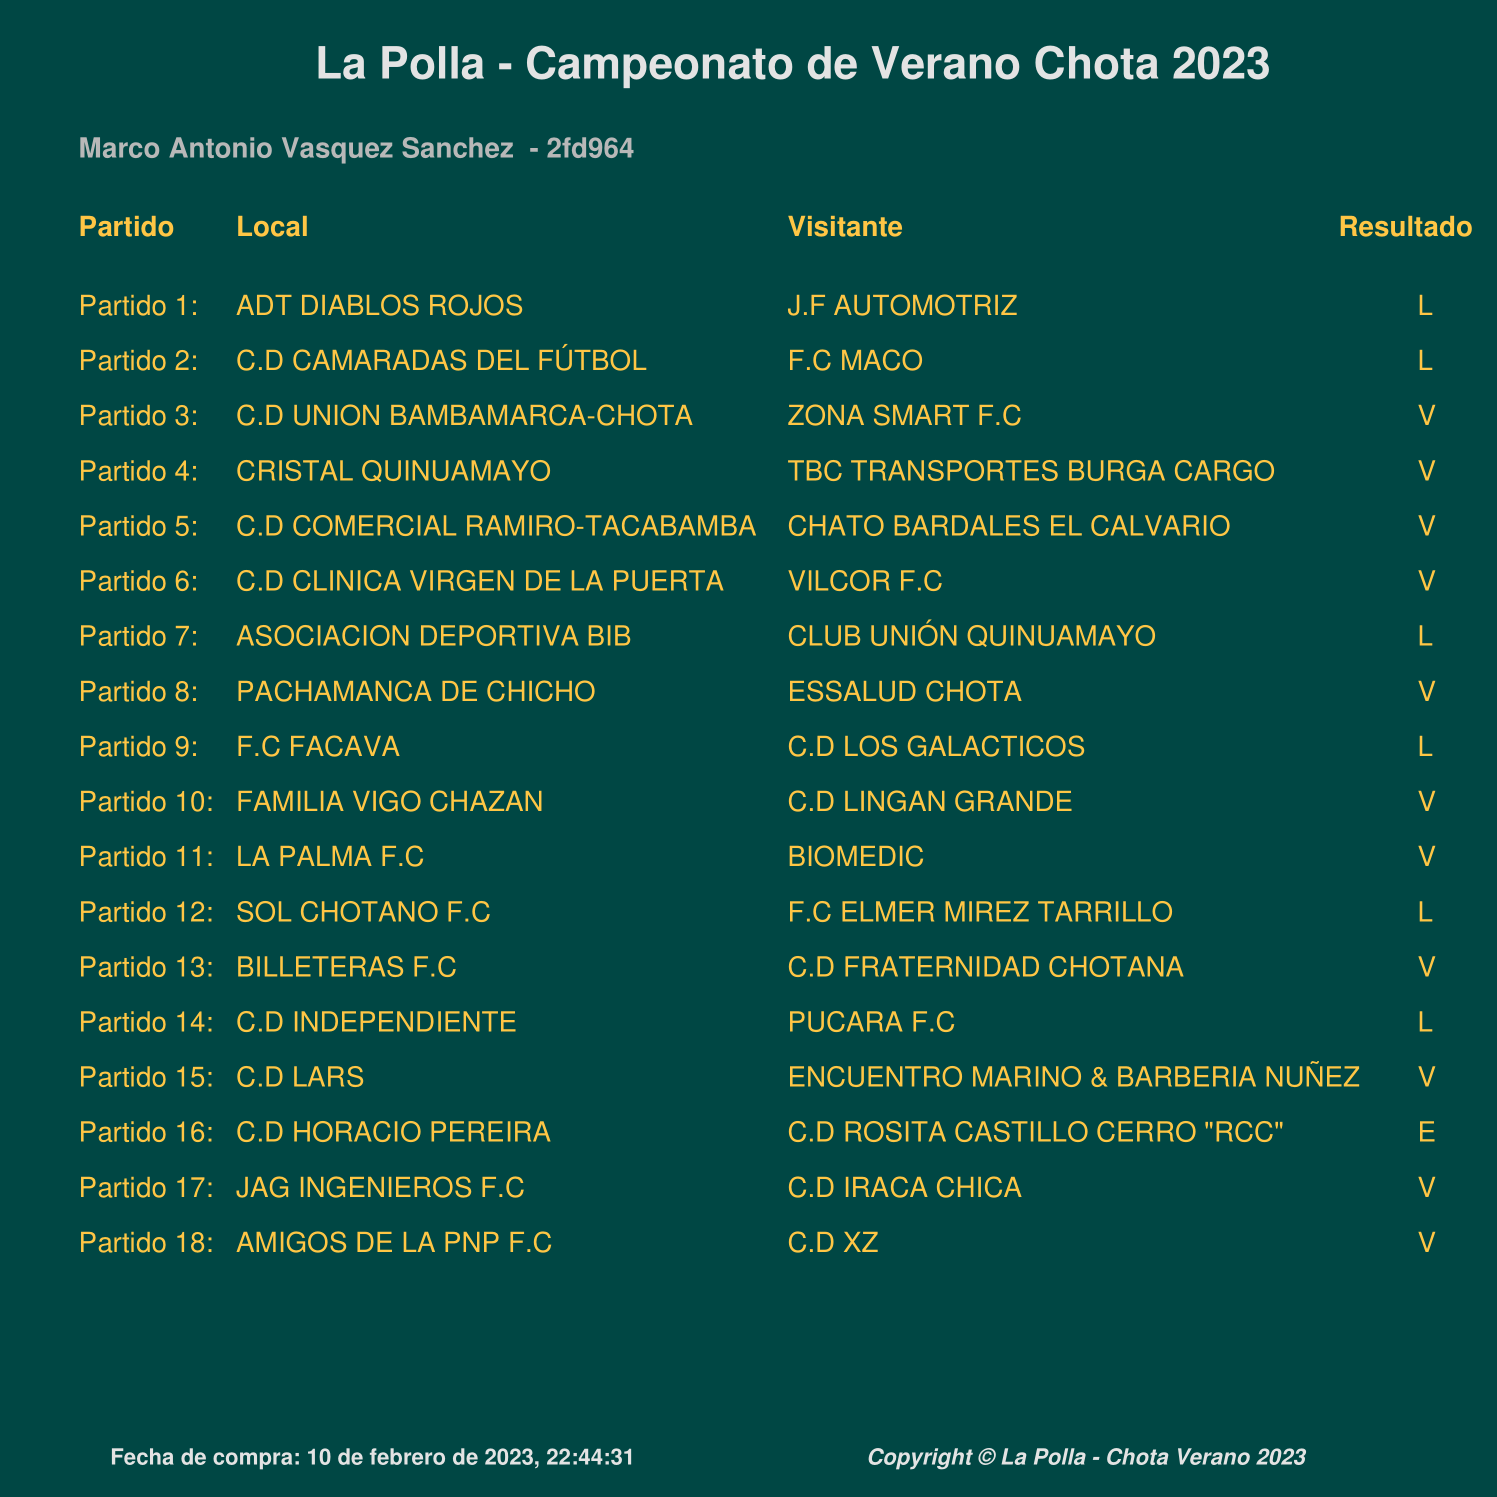 La Polla - Campeonato de Verano Chota 2023
Marco Antonio Vasquez Sanchez - 2fd964
Partido Local Visitante Resultado
Partido 1: ADT DIABLOS ROJOS J.F AUTOMOTRIZ L
Partido 2: C.D CAMARADAS DEL FÚTBOL F.C MACO L
Partido 3: C.D UNION BAMBAMARCA-CHOTA ZONA SMART F.C V
Partido 4: CRISTAL QUINUAMAYO TBC TRANSPORTES BURGA CARGO V
Partido 5: C.D COMERCIAL RAMIRO-TACABAMBA CHATO BARDALES EL CALVARIO V
Partido 6: C.D CLINICA VIRGEN DE LA PUERTA VILCOR F.C V
Partido 7: ASOCIACION DEPORTIVA BIB CLUB UNIÓN QUINUAMAYO L
Partido 8: PACHAMANCA DE CHICHO ESSALUD CHOTA V
Partido 9: F.C FACAVA C.D LOS GALACTICOS L
Partido 10: FAMILIA VIGO CHAZAN C.D LINGAN GRANDE V
Partido 11: LA PALMA F.C BIOMEDIC V
Partido 12: SOL CHOTANO F.C F.C ELMER MIREZ TARRILLO L
Partido 13: BILLETERAS F.C C.D FRATERNIDAD CHOTANA V
Partido 14: C.D INDEPENDIENTE PUCARA F.C L
Partido 15: C.D LARS ENCUENTRO MARINO & BARBERIA NUÑEZ V
Partido 16: C.D HORACIO PEREIRA C.D ROSITA CASTILLO CERRO "RCC" E
Partido 17: JAG INGENIEROS F.C C.D IRACA CHICA V
Partido 18: AMIGOS DE LA PNP F.C C.D XZ V
Fecha de compra: 10 de febrero de 2023, 22:44:31 Copyright © La Polla - Chota Verano 2023